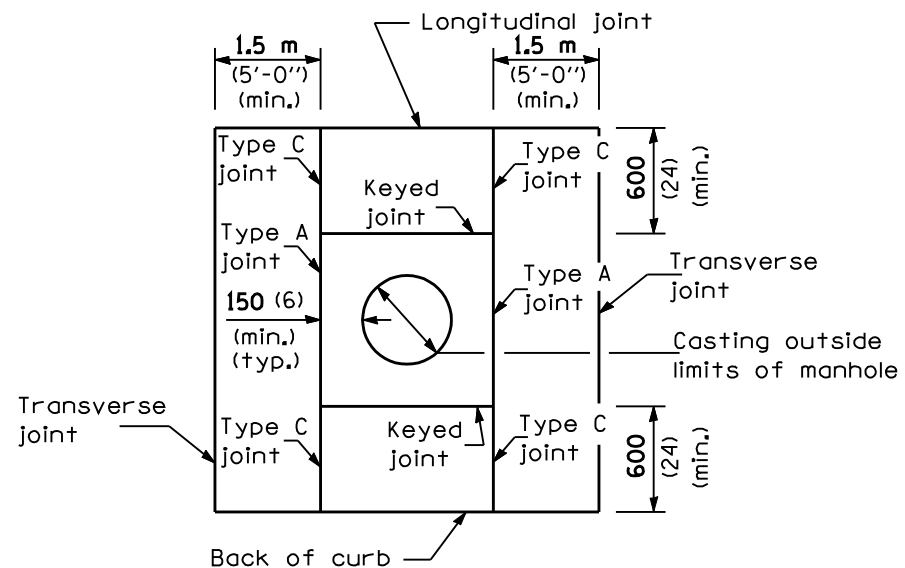 Longitudinal joint
1.5 m
(5'-0'')
(min.)
1.5 m
(5'-0'')
(min.)
Type C
joint
Type C
joint
600
(24)
(min.)
Keyed
joint
Type A
joint
Type A
joint
Transverse
joint
150 (6)
(min.)
(typ.)
Casting outside
limits of manhole
Transverse
joint
Type C
joint
Keyed
joint
Type C
joint
600
(24)
(min.)
Back of curb